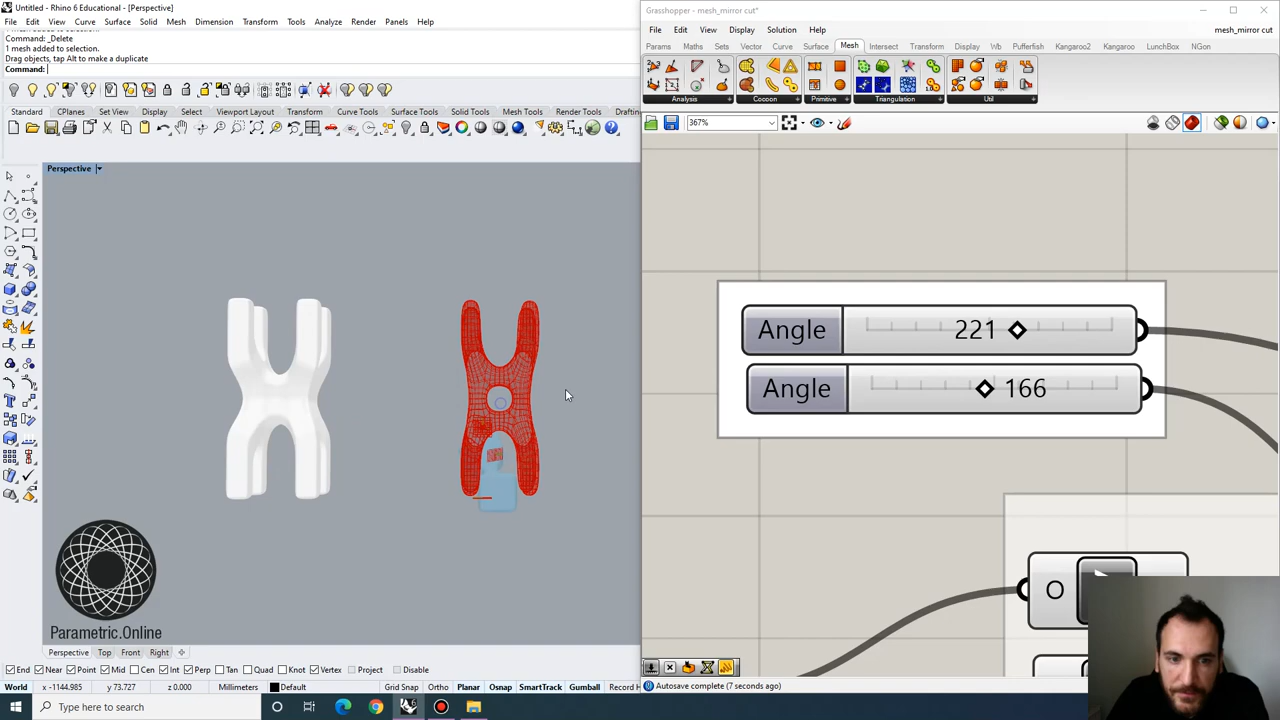 Untitled - Rhino 6 Educational - [Perspective]
File Edit View Curve Surface Solid Mesh Dimension Transform Tools Analyze Render Panels Help
Command: _Delete
1 mesh added to selection.
Drag objects, tap Alt to make a duplicate
Command:
Standard CPlanes Set View Display Select Viewport Layout Transform Curve Tools Surface Tools Solid Tools Mesh Tools Render Tools Draftin
Perspective
Parametric.Online
Perspective Top Front Right
End Near Point Mid Cen Int Perp Tan Quad Knot Vertex Project Disable
World x -1144.985 y 73.727 z 0.000 Millimeters Default Grid Snap Ortho Planar Osnap SmartTrack Gumball Record H
Type here to search
Grasshopper - mesh_mirror cut*
File Edit View Display Solution Help
mesh_mirror cut
Params Maths Sets Vector Curve Surface Mesh Intersect Transform Display Wb Pufferfish Kangaroo2 Kangaroo LunchBox NGon
Analysis Cocoon Primitive Triangulation Util
367%
Angle 221
Angle 166
O
Autosave complete (7 seconds ago)